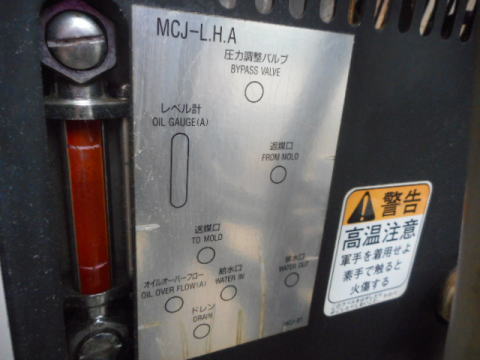 MCJ-L.H.A
圧力調整バルブ
BYPASS VALVE
レベル計
OIL GAUGE(A)
返媒口
FROM MOLD
送媒口
TO MOLD
オイルオーバーフロー
OIL OVER FLOW(A)
給水口
WATER IN
排水口
WATER OUT
ドレン
DRAIN
警告
高温注意
軍手を着用せよ
素手で触ると
火傷する